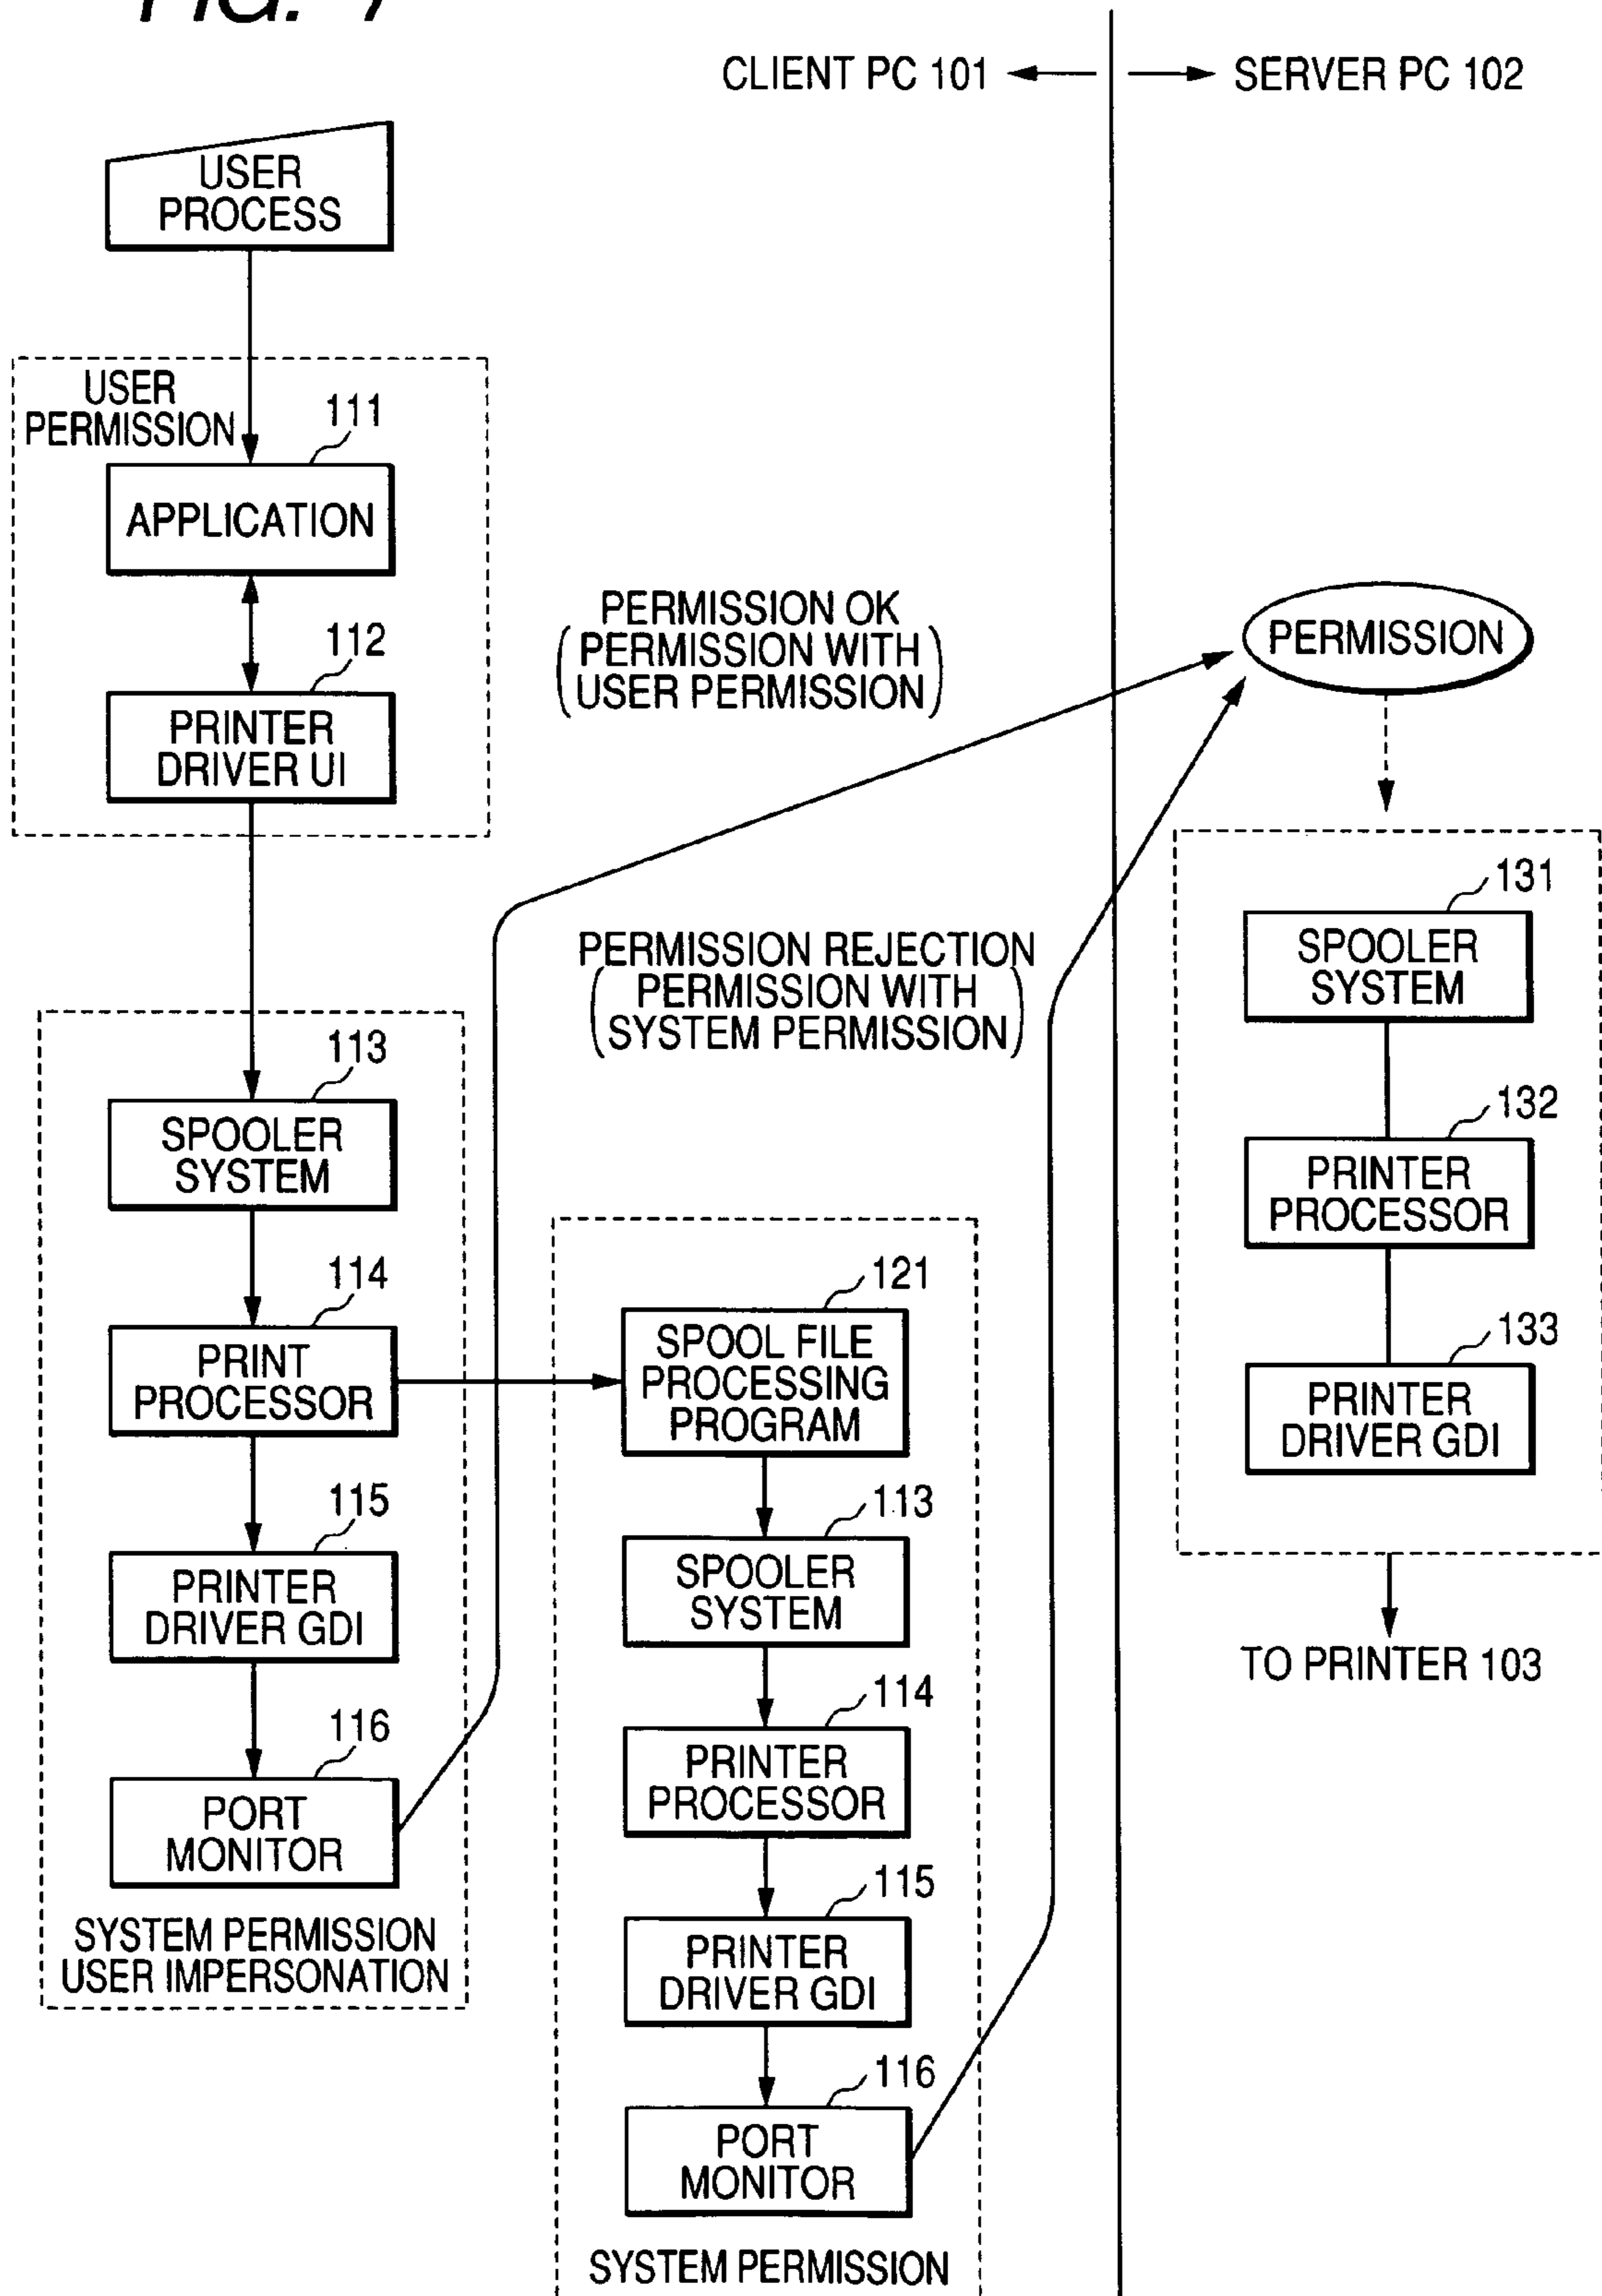 FIG. 1
CLIENT PC 101
SERVER PC 102
USER
PROCESS
USER
PERMISSION
111
APPLICATION
112
PRINTER
DRIVER UI
PERMISSION OK
(PERMISSION WITH
USER PERMISSION)
PERMISSION
PERMISSION REJECTION
(PERMISSION WITH
SYSTEM PERMISSION)
113
SPOOLER
SYSTEM
114
PRINT
PROCESSOR
115
PRINTER
DRIVER GDI
116
PORT
MONITOR
SYSTEM PERMISSION
USER IMPERSONATION
121
SPOOL FILE
PROCESSING
PROGRAM
113
SPOOLER
SYSTEM
114
PRINTER
PROCESSOR
115
PRINTER
DRIVER GDI
116
PORT
MONITOR
SYSTEM PERMISSION
131
SPOOLER
SYSTEM
132
PRINTER
PROCESSOR
133
PRINTER
DRIVER GDI
TO PRINTER 103